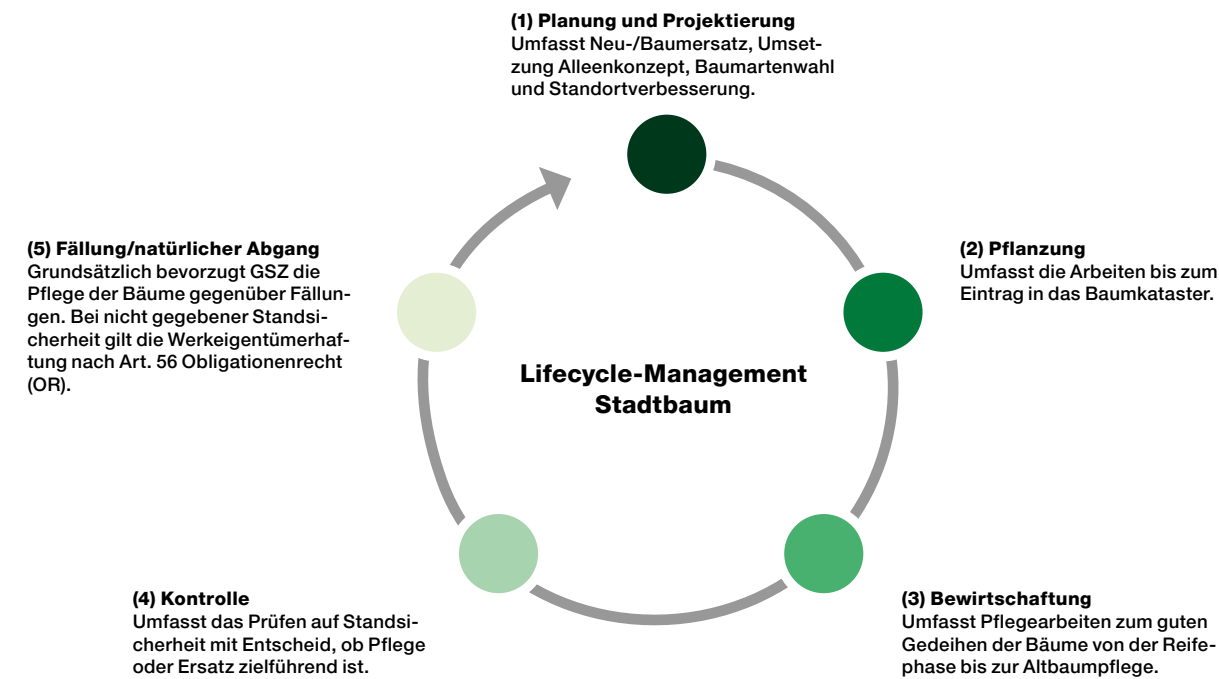 (1) Planung und Projektierung
Umfasst Neu-/Baumersatz, Umset-
zung Alleenkonzept, Baumartenwahl
und Standortverbesserung.
(2) Pflanzung
Umfasst die Arbeiten bis zum
Eintrag in das Baumkataster.
(3) Bewirtschaftung
Umfasst Pflegearbeiten zum guten
Gedeihen der Bäume von der Reife-
phase bis zur Altbaumpflege.
(4) Kontrolle
Umfasst das Prüfen auf Standsi-
cherheit mit Entscheid, ob Pflege
oder Ersatz zielführend ist.
(5) Fällung/natürlicher Abgang
Grundsätzlich bevorzugt GSZ die
Pflege der Bäume gegenüber Fällun-
gen. Bei nicht gegebener Standsi-
cherheit gilt die Werkeigentümerhaf-
tung nach Art. 56 Obligationenrecht
(OR).
Lifecycle-Management
Stadtbaum